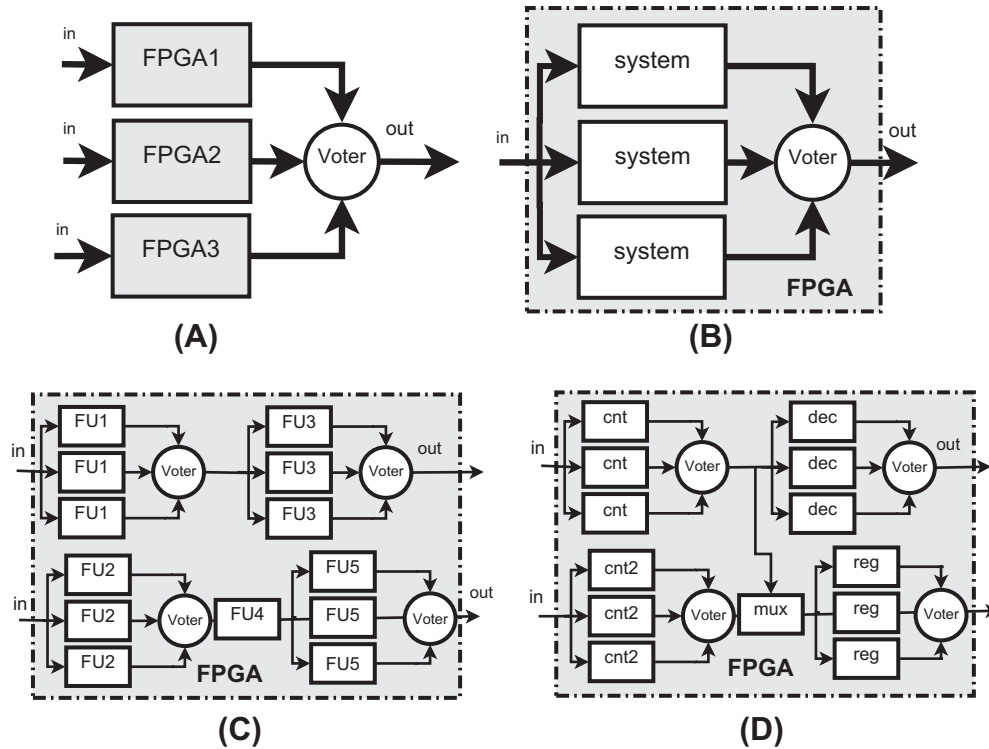 in
FPGA1
in
FPGA2
Voter
out
in
FPGA3
(A)
system
in
system
Voter
out
system
FPGA
(B)
FU1
in
FU1
Voter
FU1
FU3
FU3
Voter
out
FU3
FU2
in
FU2
Voter
FU2
FU4
FU5
FU5
Voter
out
FU5
FPGA
(C)
cnt
in
cnt
Voter
cnt
dec
dec
Voter
out
dec
cnt2
in
cnt2
Voter
cnt2
mux
reg
reg
Voter
reg
FPGA
(D)